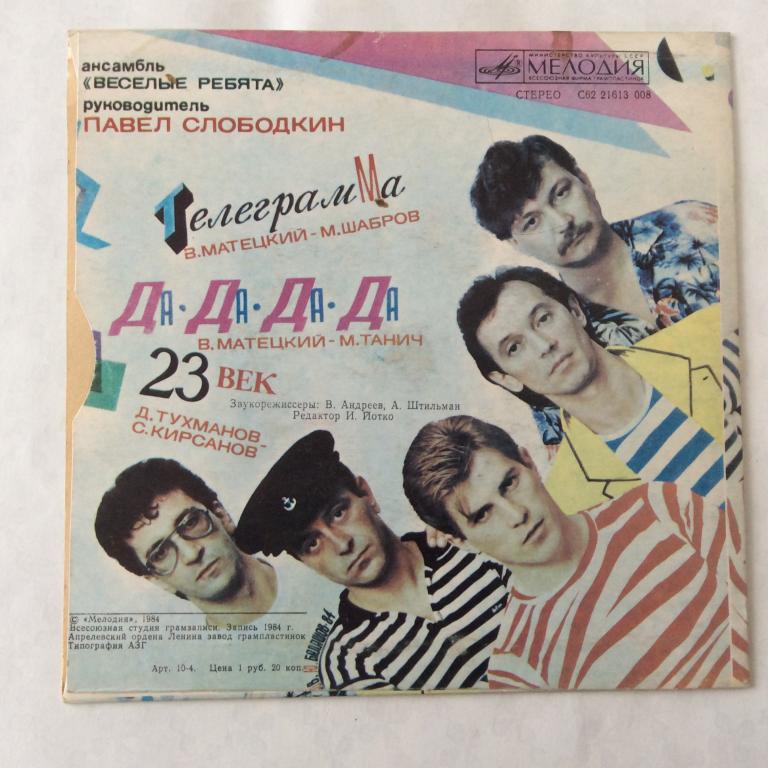 ансамбль
«ВЕСЕЛЫЕ РЕБЯТА»
руководитель
ПАВЕЛ СЛОБОДКИН
МИНИСТЕРСТВО КУЛЬТУРЫ СССР
МЕЛОДИЯ
ВСЕСОЮЗНАЯ ФИРМА ГРАМПЛАСТИНОК
СТЕРЕО С62 21613 008
ТелеграмМа
В.МАТЕЦКИЙ - М.ШАБРОВ
ДА·ДА·ДА·ДА
В.МАТЕЦКИЙ - М.ТАНИЧ
23 ВЕК
Звукорежиссеры: В. Андреев, А. Штильман
Редактор И. Йотко
Д.ТУХМАНОВ -
С.КИРСАНОВ
© «Мелодия», 1984
Всесоюзная студия грамзаписи. Запись 1984 г.
Апрелевский ордена Ленина завод грампластинок
Типография АЗГ
Арт. 10-4. Цена 1 руб. 20 коп.